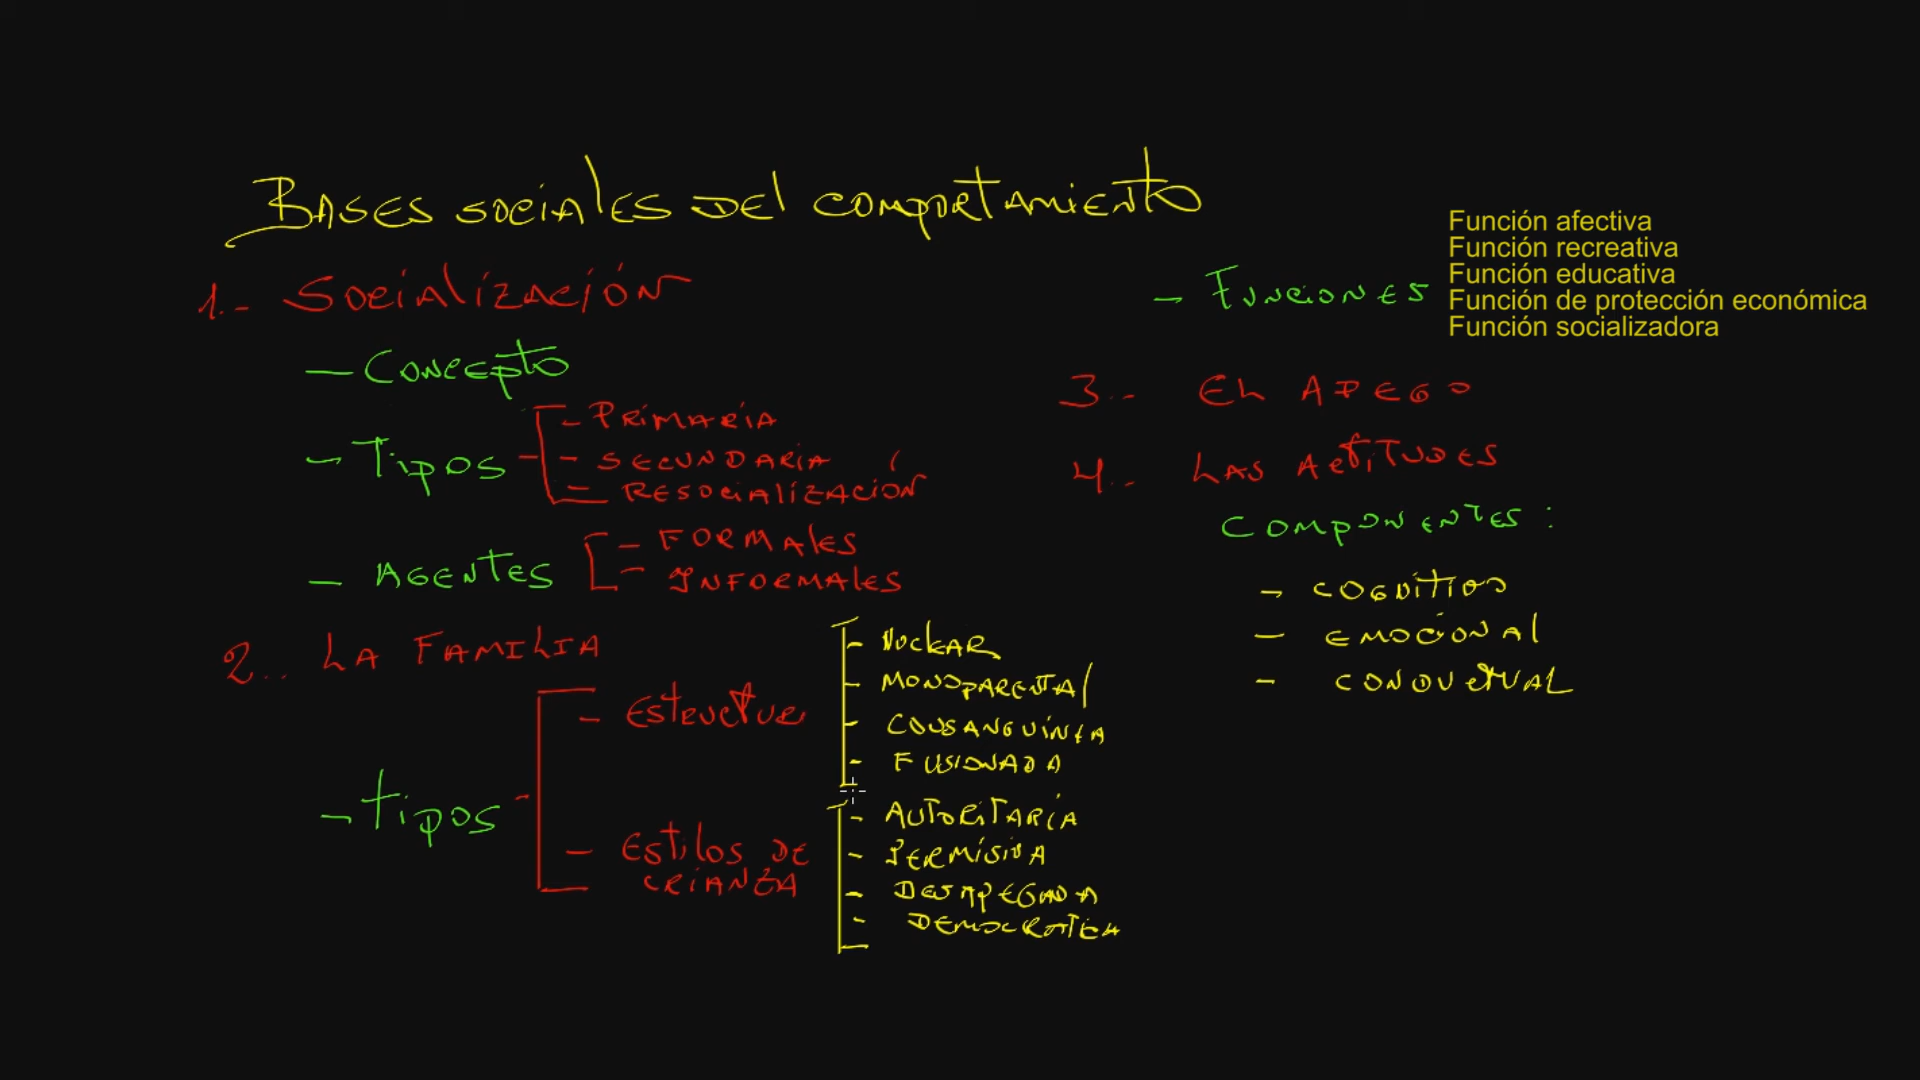 Bases sociales del comportamiento
1.- Socialización
- Concepto
- Tipos
- Primaria
- Secundaria
- Resocialización
- Agentes
- Formales
- Informales
2.. La Familia
- Tipos
- Estructur
- Nuclear
- Monoparental
- Consanguínea
- Fusionada
- Estilos de
crianza
- Autoritaria
- Permisiva
- Desapegada
- Democratica
- Funciones
Función afectiva
Función recreativa
Función educativa
Función de protección económica
Función socializadora
3.. El Apego
4.. Las Actitudes
Componentes:
- Cognitivo
- Emocional
- Conductual